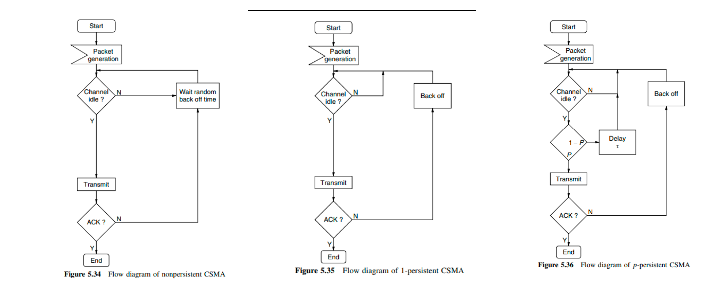 Start
Packet
generation
Channel
idle ?
N
Wait random
back off time
Y
Transmit
ACK ?
N
Y
End
Figure 5.34 Flow diagram of nonpersistent CSMA
Start
Packet
generation
Channel
idle ?
N
Back off
Y
Transmit
ACK ?
N
Y
End
Figure 5.35 Flow diagram of 1-persistent CSMA
Start
Packet
generation
Channel
idle ?
N
Back off
Y
1 P
P
Delay
τ
Transmit
ACK ?
N
Y
End
Figure 5.36 Flow diagram of p-persistent CSMA